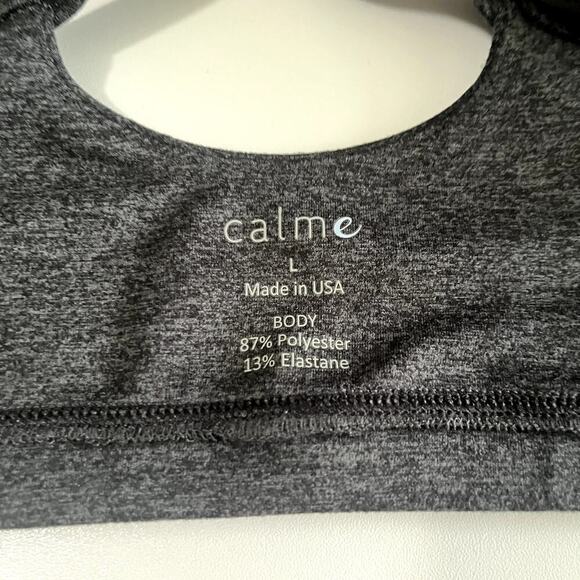 calme
L
Made in USA
BODY
87% Polyester
13% Elastane